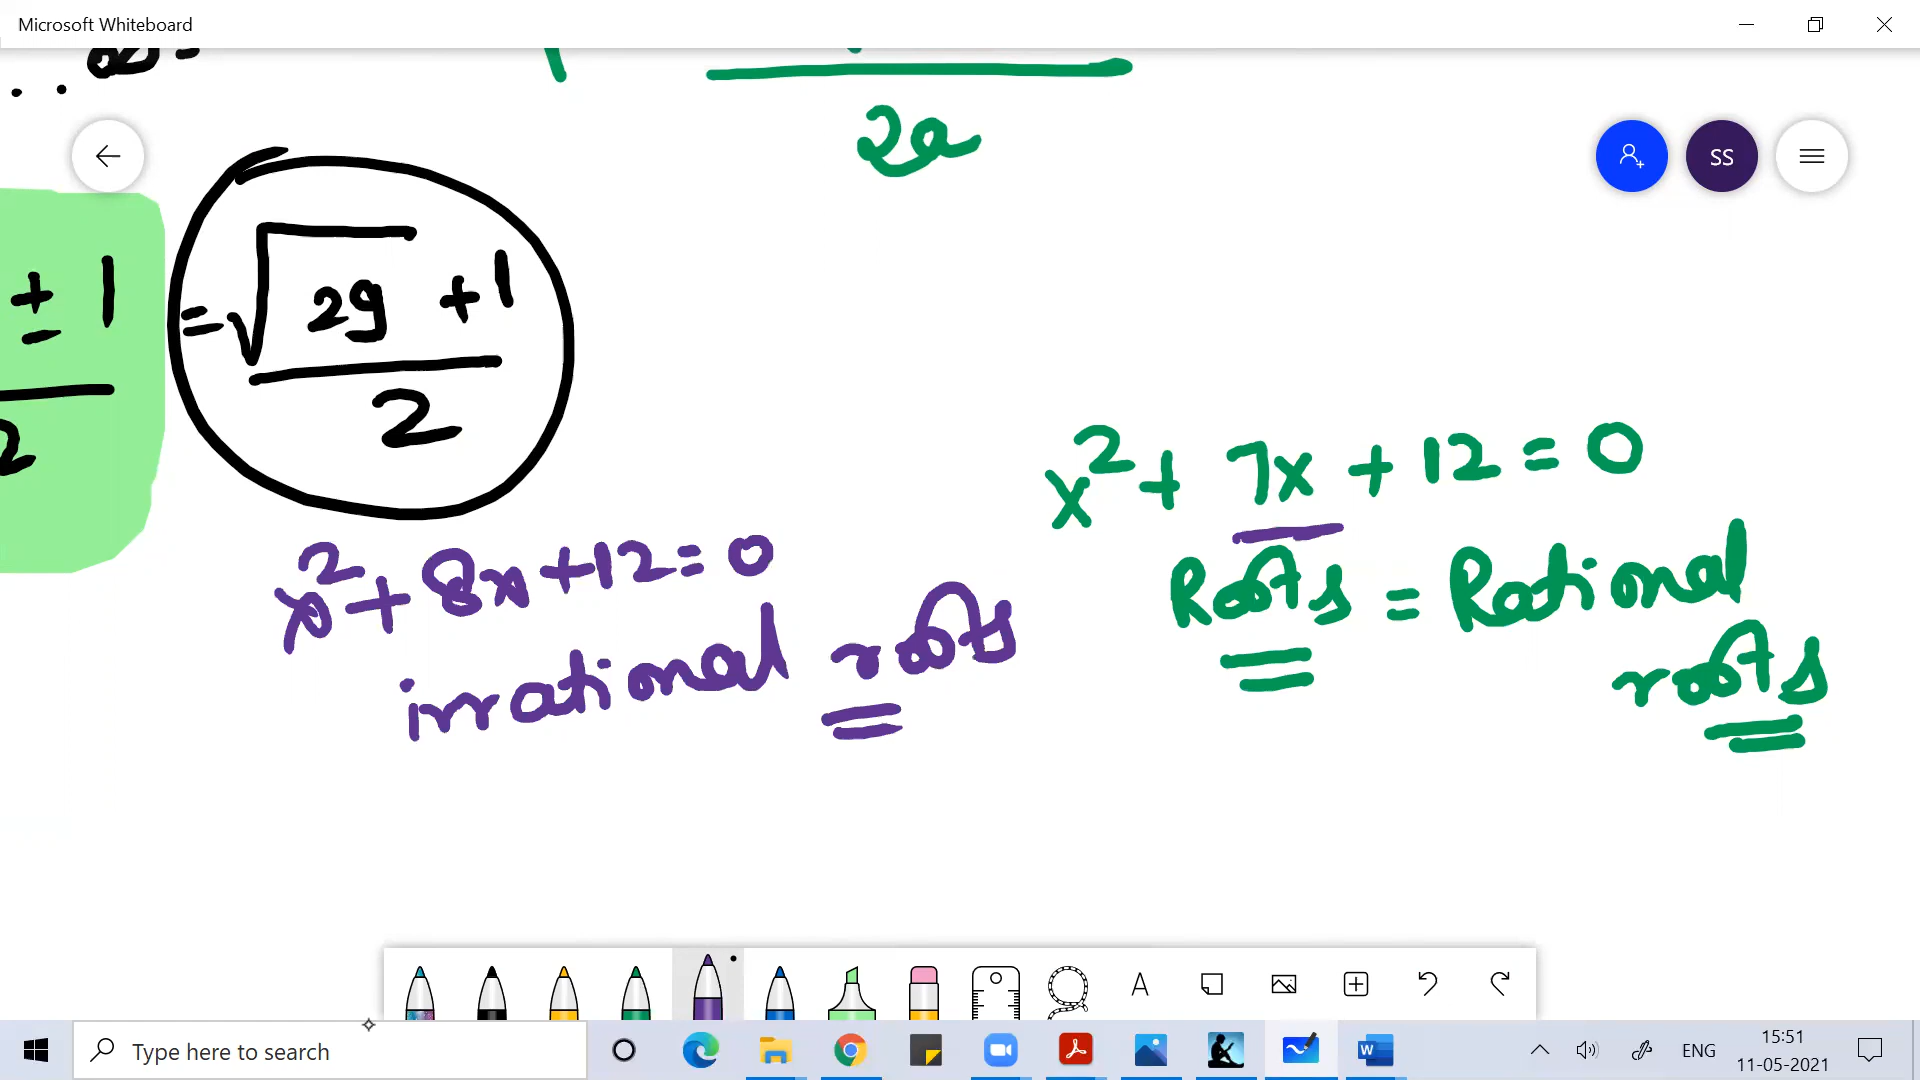 Microsoft Whiteboard
2a
SS
+ 1
2
= √29 + 1
2
x² + 7x + 12 = 0
x² + 8x + 12 = 0
Roots = Rational
roots
irrational roots
A
Type here to search
ENG
15:51
11-05-2021